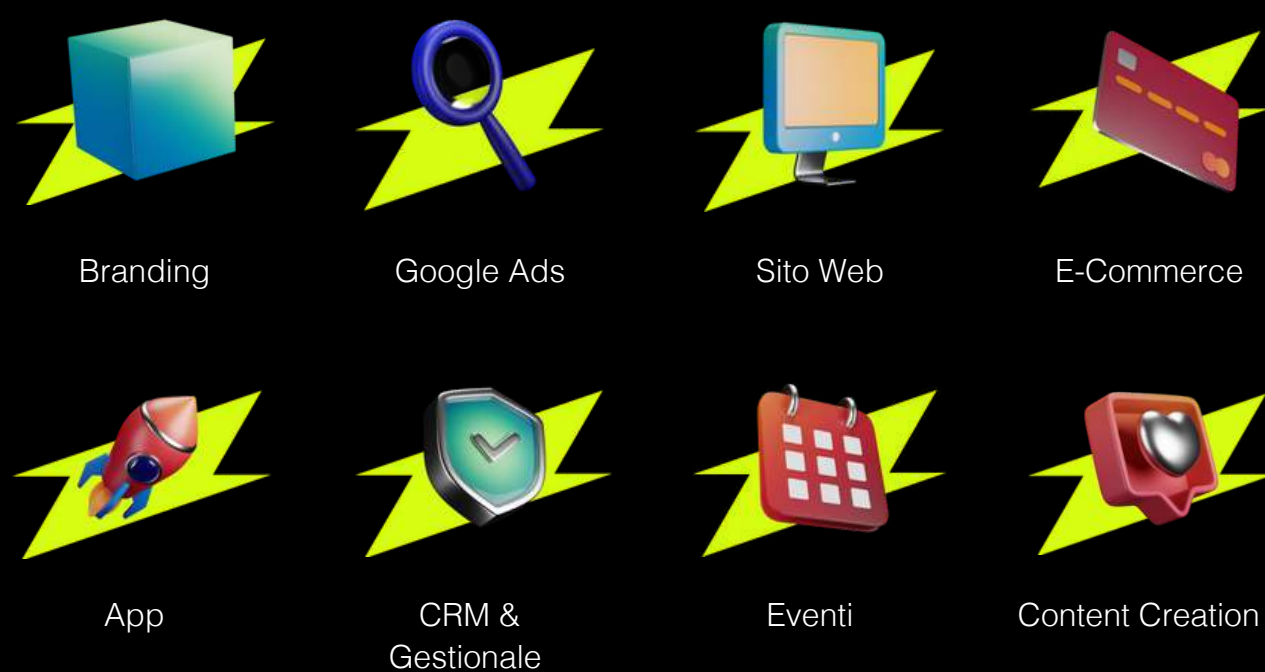 Branding
Google Ads
Sito Web
E-Commerce
App
CRM &
Gestionale
Eventi
Content Creation